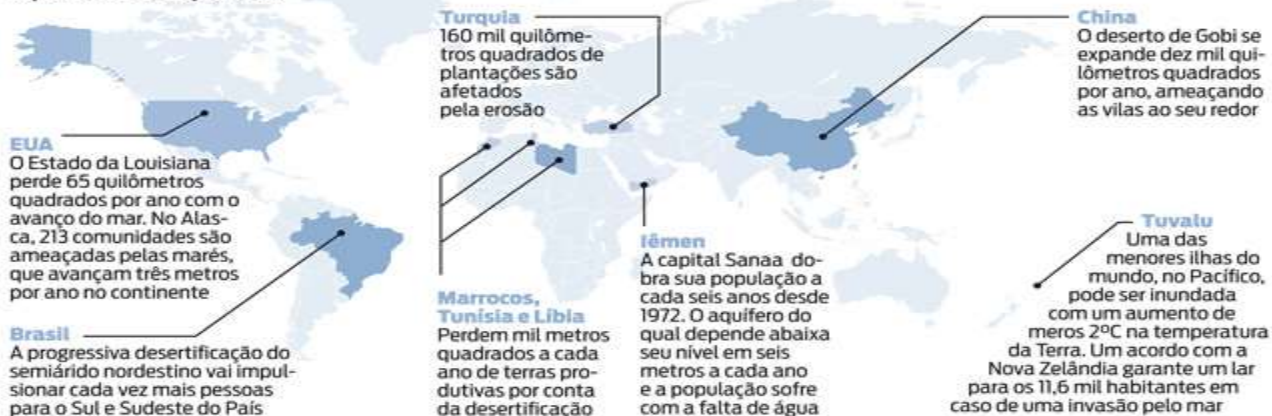 Turquia
160 mil quilôme-
tros quadrados de
plantações são
afetados
pela erosão
China
O deserto de Gobi se
expande dez mil qui-
lômetros quadrados
por ano, ameaçando
as vilas ao seu redor
EUA
O Estado da Louisiana
perde 65 quilômetros
quadrados por ano com o
avanço do mar. No Alas-
ca, 213 comunidades são
ameaçadas pelas marés,
que avançam três metros
por ano no continente
Brasil
A progressiva desertificação do
semiárido nordestino vai impul-
sionar cada vez mais pessoas
para o Sul e Sudeste do País
Marrocos,
Tunísia e Líbia
Perdem mil metros
quadrados a cada
ano de terras pro-
dutivas por conta
da desertificação
Iêmen
A capital Sanaa do-
bra sua população a
cada seis anos desde
1972. O aquífero do
qual depende abaixa
seu nível em seis
metros a cada ano
e a população sofre
com a falta de água
Tuvalu
Uma das
menores ilhas do
mundo, no Pacífico,
pode ser inundada
com um aumento de
meros 2ºC na temperatura
da Terra. Um acordo com a
Nova Zelândia garante um lar
para os 11,6 mil habitantes em
caso de uma invasão pelo mar